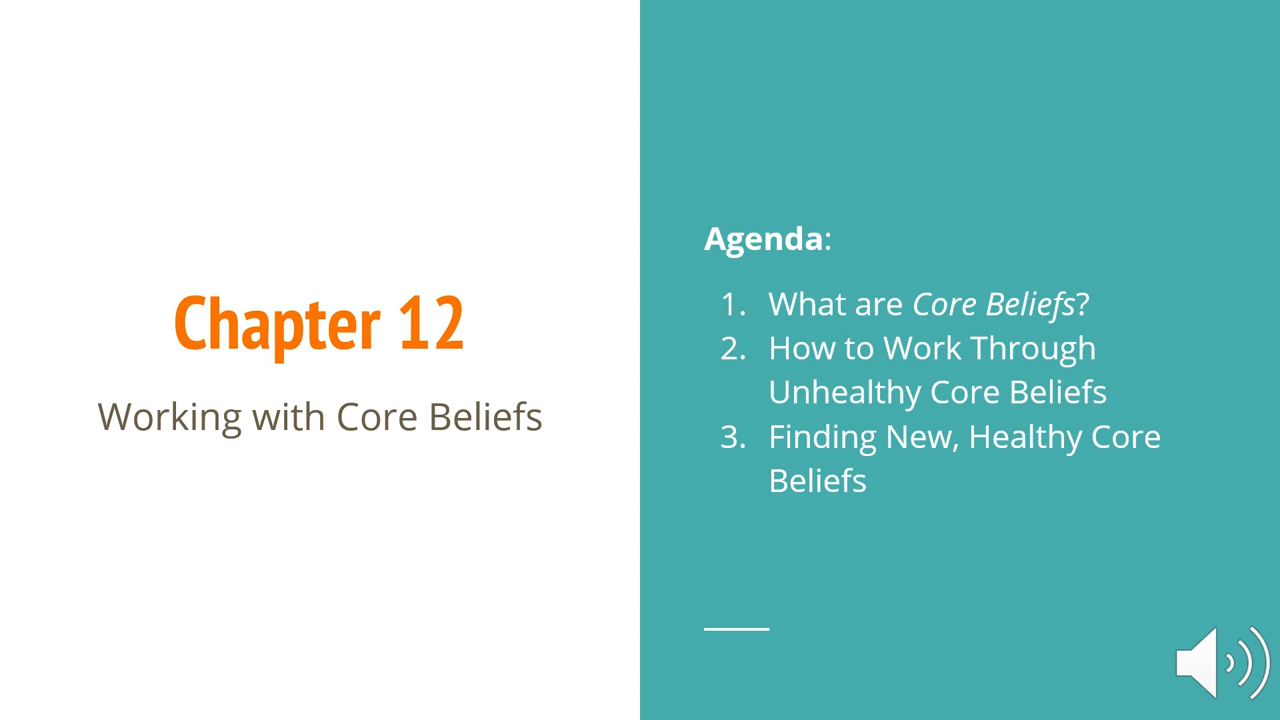 Chapter 12
Working with Core Beliefs
Agenda:
1. What are Core Beliefs?
2. How to Work Through
Unhealthy Core Beliefs
3. Finding New, Healthy Core
Beliefs